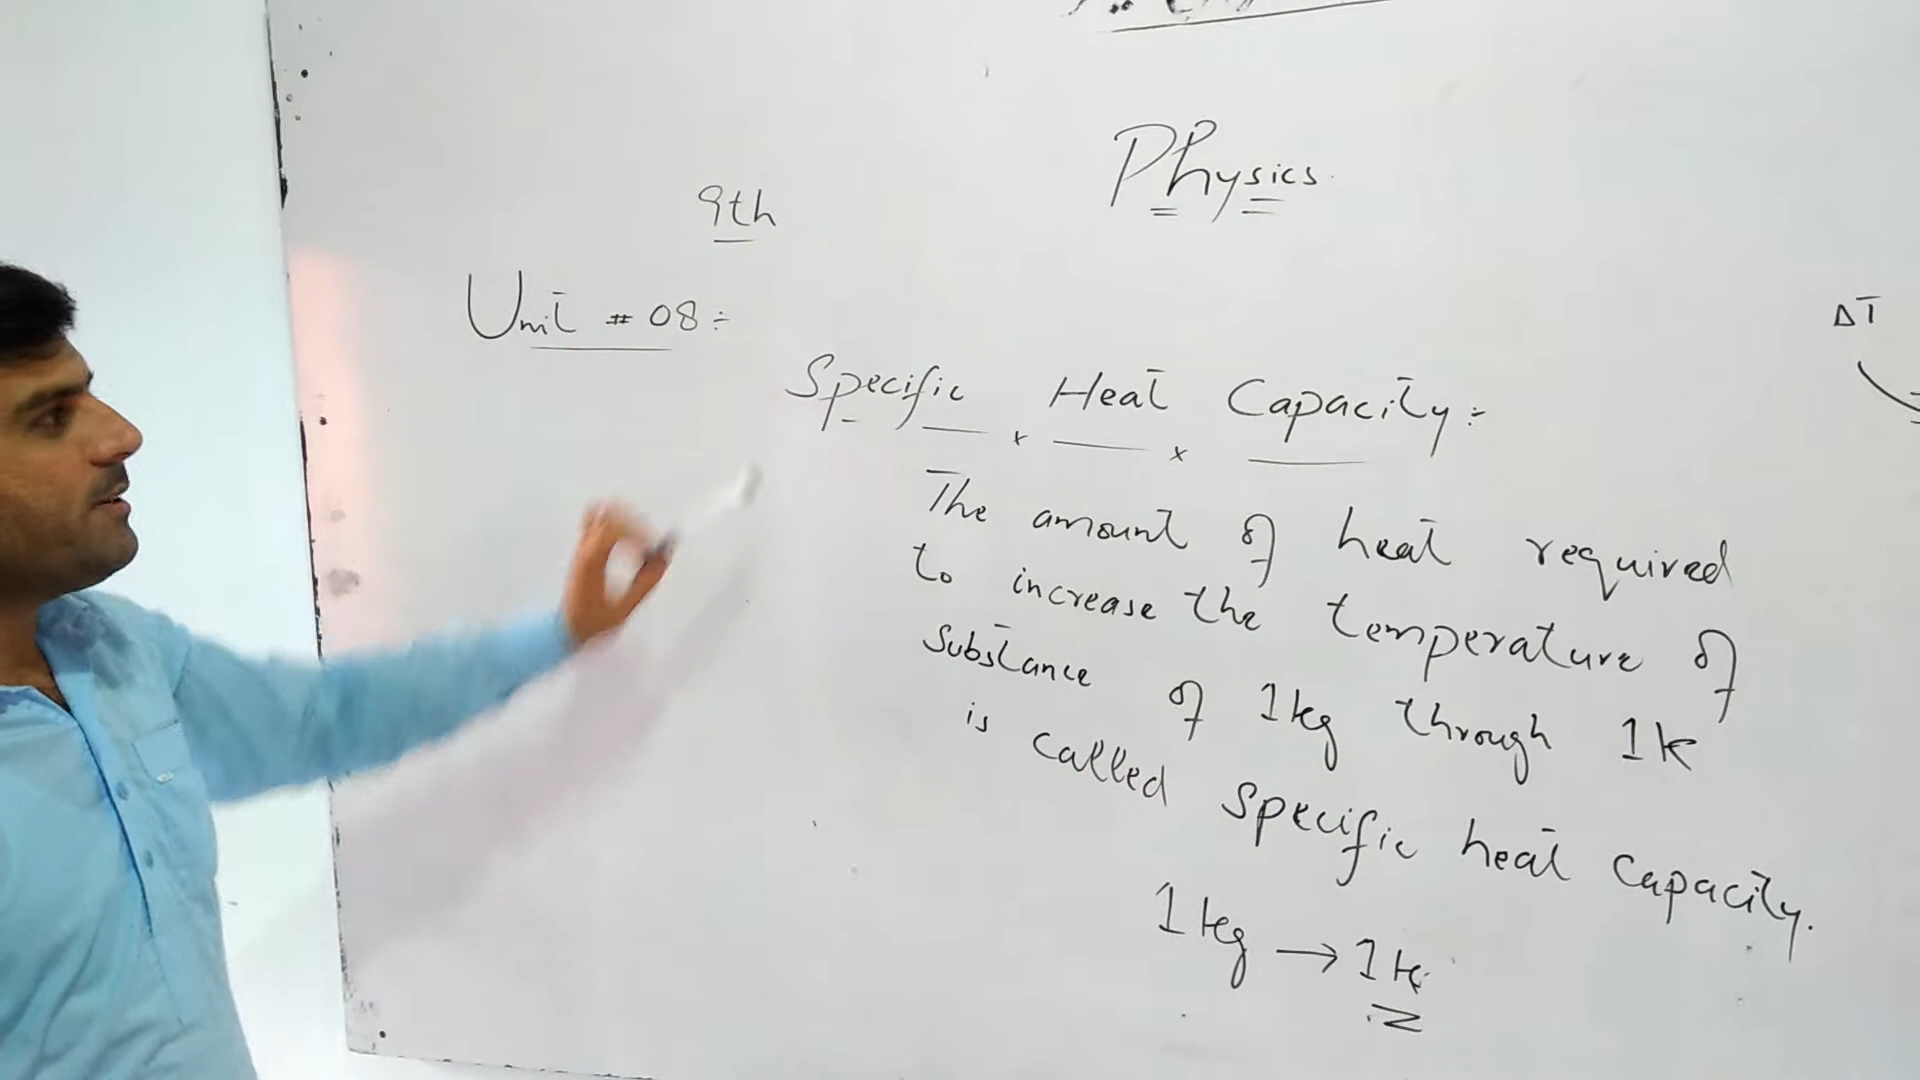 Physics
9th
Unit # 08:-
Specific Heat Capacity:-
The amount of heat required
to increase the temperature of
substance of 1kg through 1k
is called specific heat capacity.
1kg → 1k
ΔT